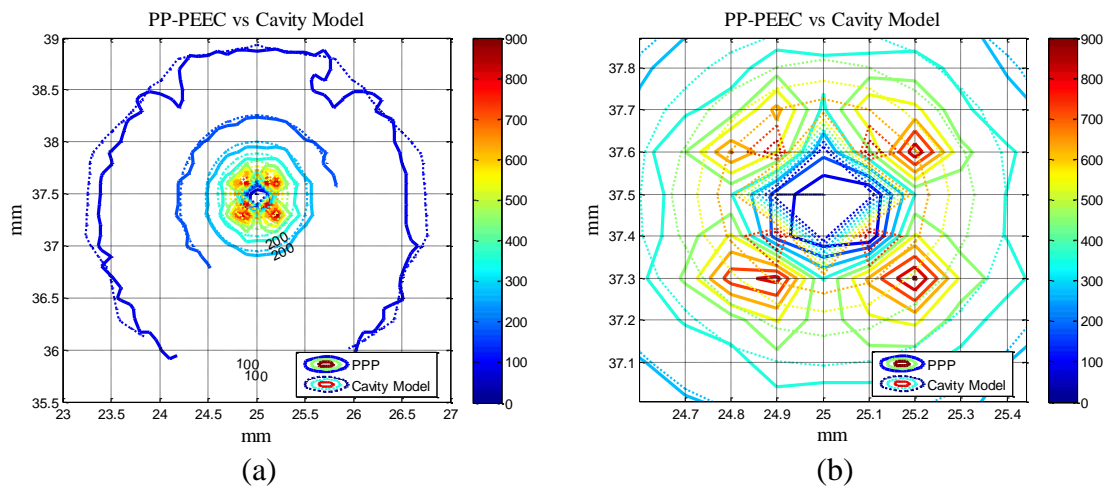 PP-PEEC vs Cavity Model
39
38.5
38
37.5
37
36.5
36
35.5
mm
23 23.5 24 24.5 25 25.5 26 26.5 27
mm
200
200
100
100
PPP
Cavity Model
900
800
700
600
500
400
300
200
100
0
(a)
PP-PEEC vs Cavity Model
37.8
37.7
37.6
37.5
37.4
37.3
37.2
37.1
mm
24.7 24.8 24.9 25 25.1 25.2 25.3 25.4
mm
PPP
Cavity Model
900
800
700
600
500
400
300
200
100
0
(b)